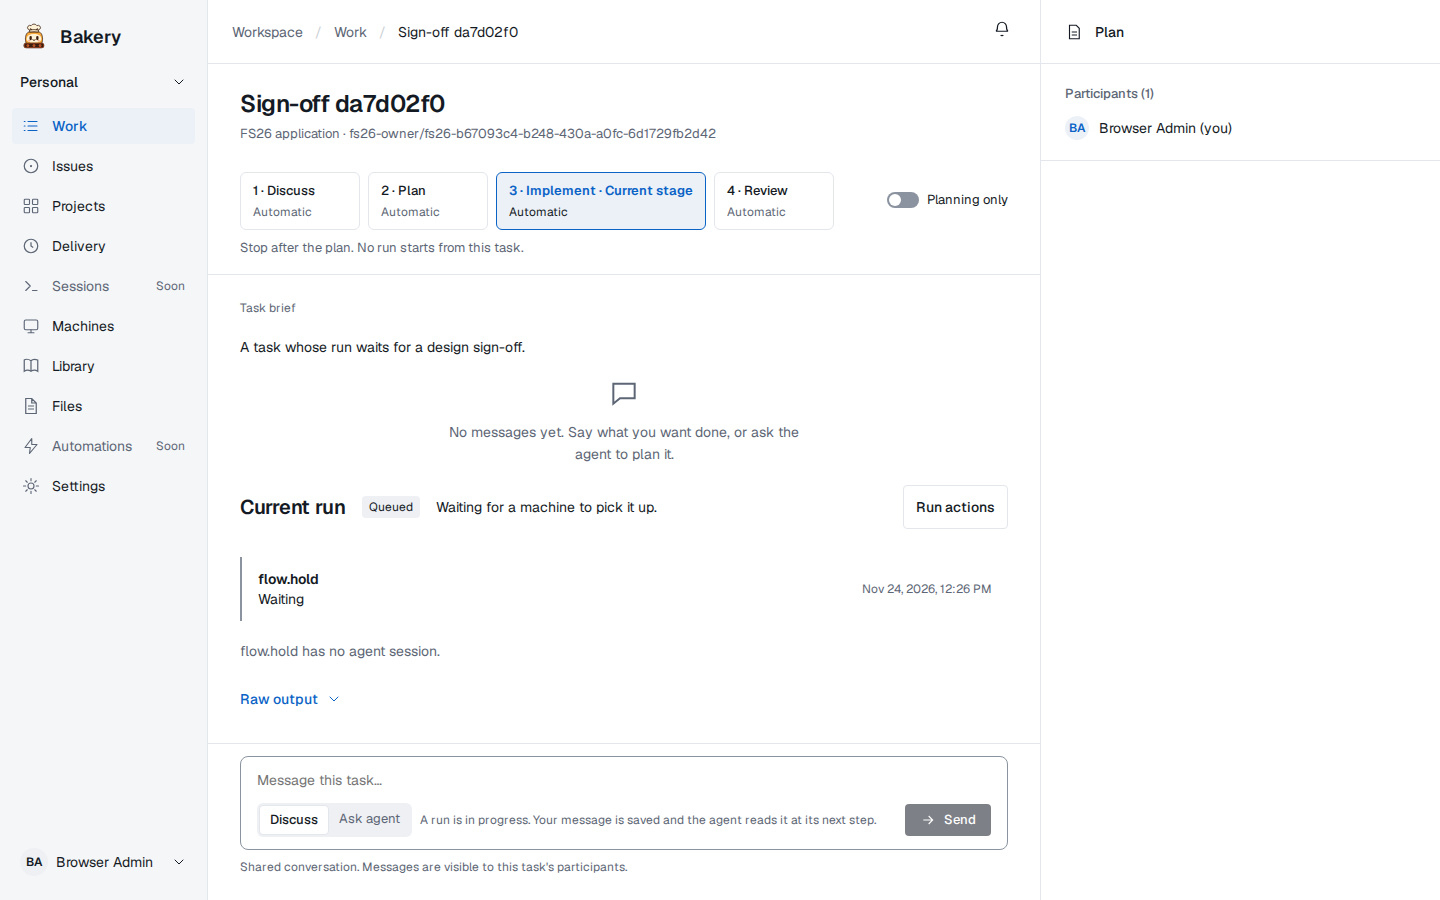 Bakery
Personal
Work
Issues
Projects
Delivery
Sessions Soon
Machines
Library
Files
Automations Soon
Settings
BA Browser Admin
Workspace / Work / Sign-off da7d02f0
Sign-off da7d02f0
FS26 application · fs26-owner/fs26-b67093c4-b248-430a-a0fc-6d1729fb2d42
1 · Discuss
Automatic
2 · Plan
Automatic
3 · Implement · Current stage
Automatic
4 · Review
Automatic
Planning only
Stop after the plan. No run starts from this task.
Task brief
A task whose run waits for a design sign-off.
No messages yet. Say what you want done, or ask the
agent to plan it.
Current run Queued Waiting for a machine to pick it up. Run actions
flow.hold
Waiting
Nov 24, 2026, 12:26 PM
flow.hold has no agent session.
Raw output
Message this task...
Discuss Ask agent A run is in progress. Your message is saved and the agent reads it at its next step. Send
Shared conversation. Messages are visible to this task's participants.
Plan
Participants (1)
BA Browser Admin (you)